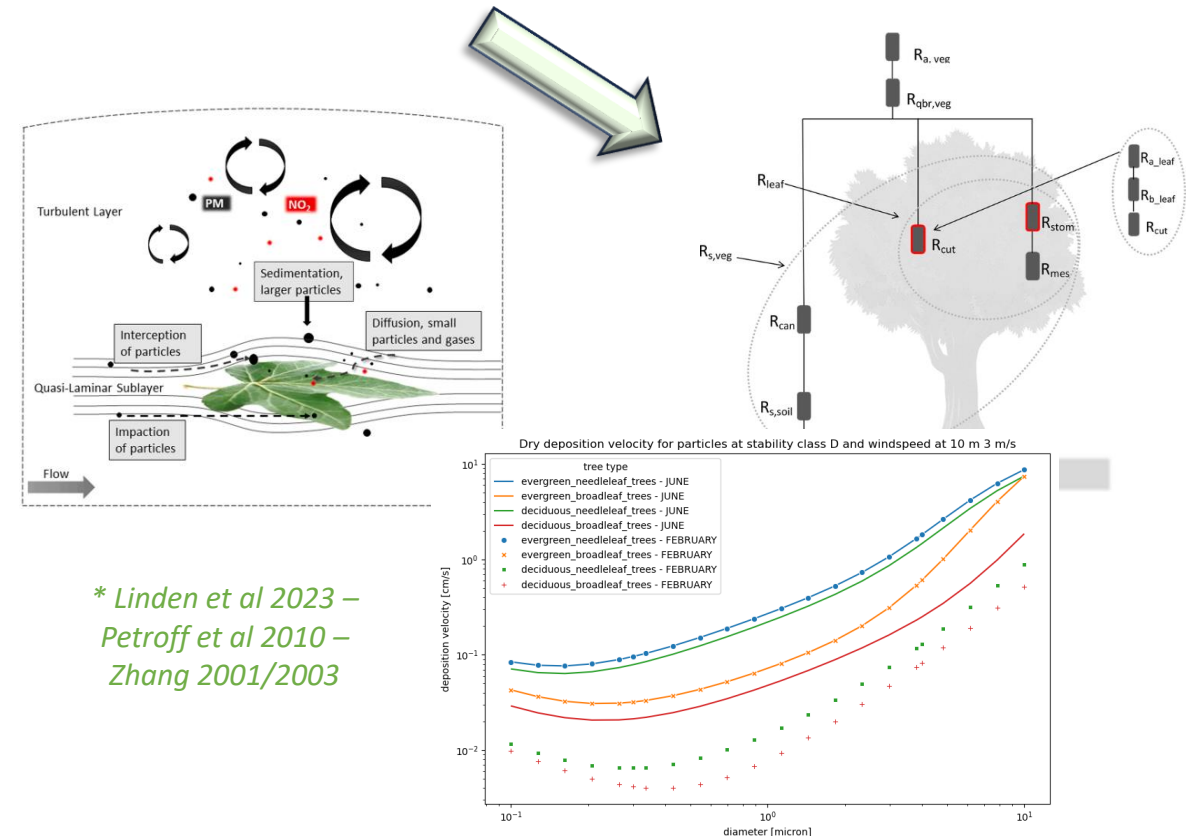 Turbulent Layer
PM
NO₂
Sedimentation,
larger particles
Interception
of particles
Diffusion, small
particles and gases
Quasi-Laminar Sublayer
Impaction
of particles
Flow
Ra, veg
Rqbr,veg
Rleaf
Rs,veg
Rcut
Rstom
Rmes
Rcan
Rs,soil
Ra_leaf
Rb_leaf
Rcut
* Linden et al 2023 –
Petroff et al 2010 –
Zhang 2001/2003
Dry deposition velocity for particles at stability class D and windspeed at 10 m 3 m/s
tree type
evergreen_needleleaf_trees - JUNE
evergreen_broadleaf_trees - JUNE
deciduous_needleleaf_trees - JUNE
deciduous_broadleaf_trees - JUNE
evergreen_needleleaf_trees - FEBRUARY
evergreen_broadleaf_trees - FEBRUARY
deciduous_needleleaf_trees - FEBRUARY
deciduous_broadleaf_trees - FEBRUARY
deposition velocity [cm/s]
10¹
10⁰
10⁻¹
10⁻²
10⁻¹
10⁰
10¹
diameter [micron]